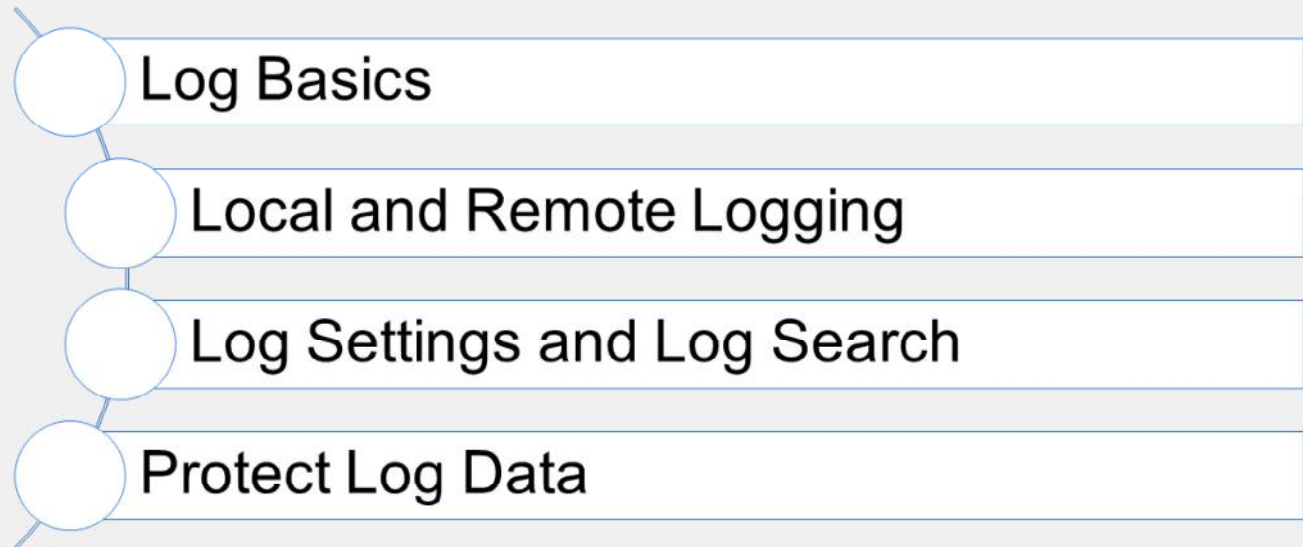 Log Basics
Local and Remote Logging
Log Settings and Log Search
Protect Log Data